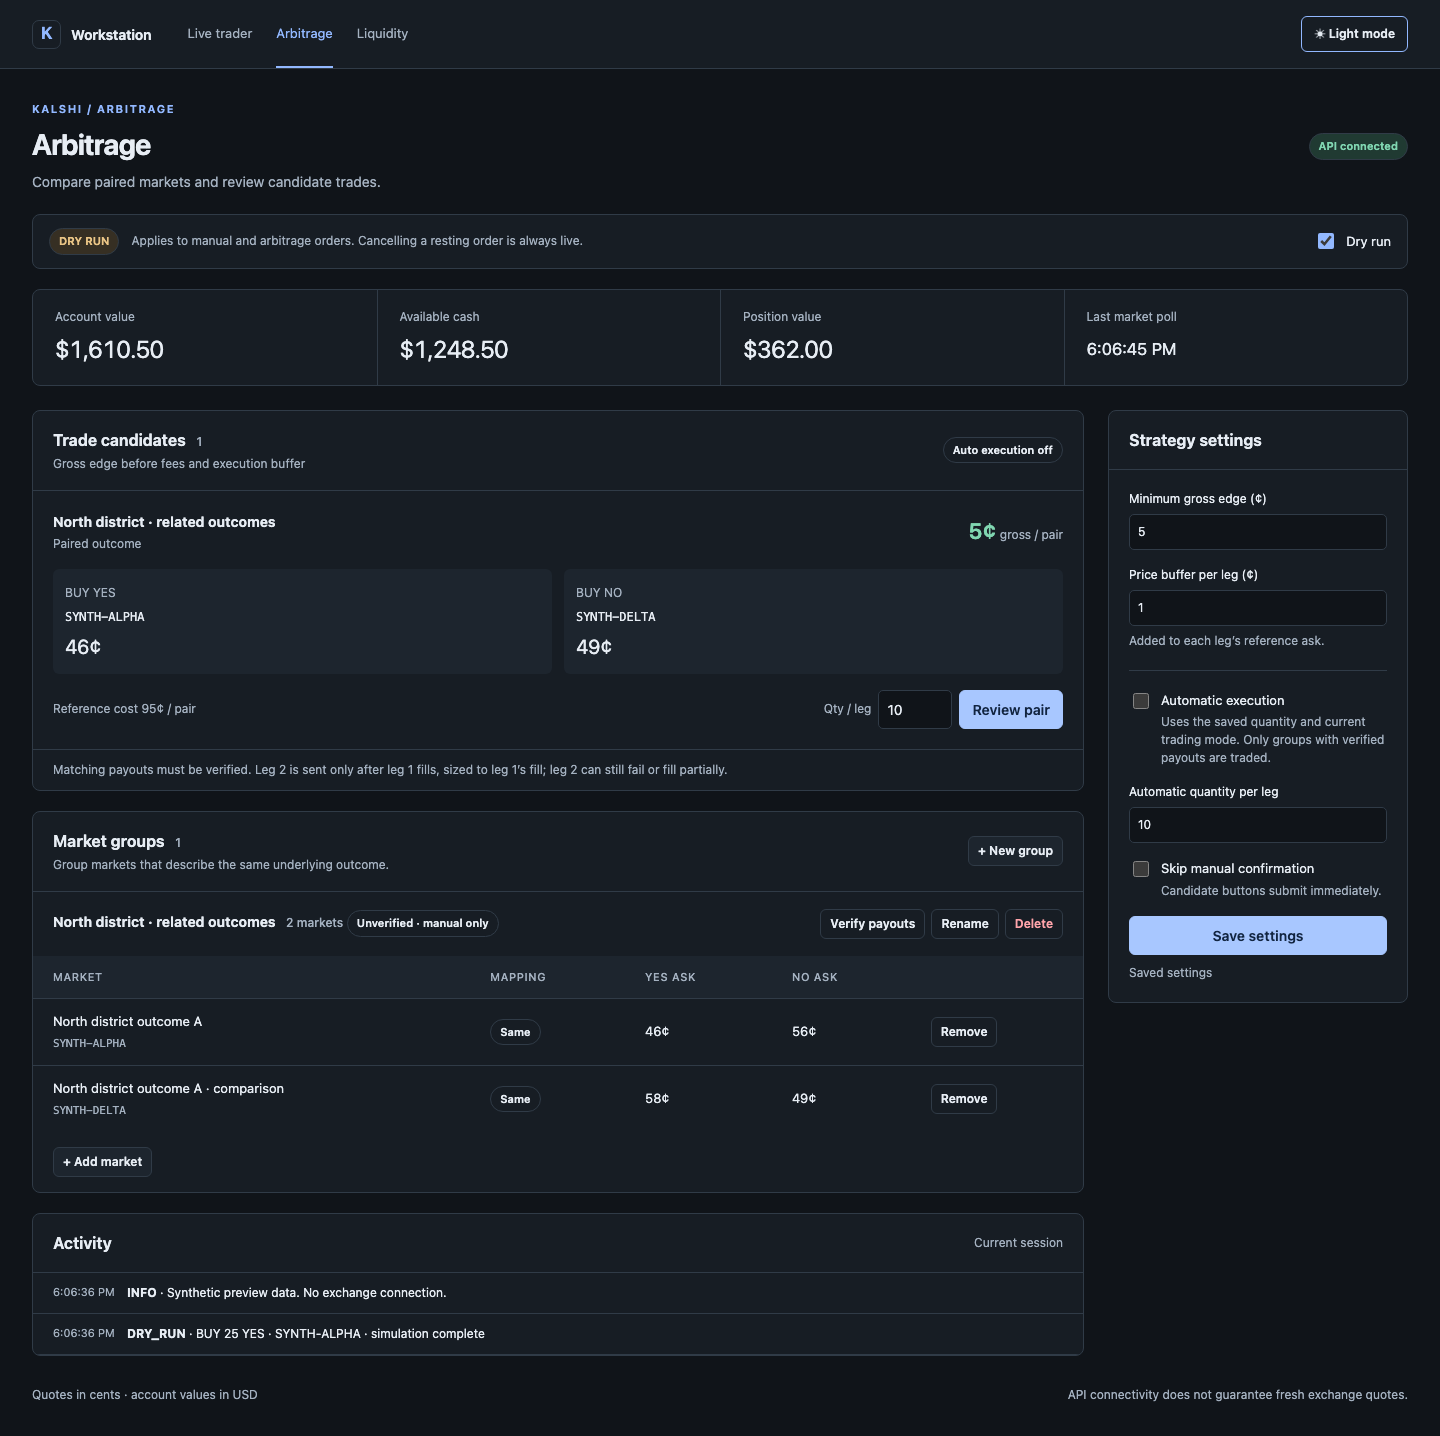 K Workstation Live trader Arbitrage Liquidity ☀ Light mode
KALSHI / ARBITRAGE
Arbitrage
API connected
Compare paired markets and review candidate trades.
DRY RUN Applies to manual and arbitrage orders. Cancelling a resting order is always live. Dry run
Account value Available cash Position value Last market poll
$1,610.50 $1,248.50 $362.00 6:06:45 PM
Trade candidates 1
Gross edge before fees and execution buffer
Auto execution off
North district · related outcomes
Paired outcome
5¢ gross / pair
BUY YES
SYNTH–ALPHA
46¢
BUY NO
SYNTH–DELTA
49¢
Reference cost 95¢ / pair Qty / leg 10 Review pair
Matching payouts must be verified. Leg 2 is sent only after leg 1 fills, sized to leg 1's fill; leg 2 can still fail or fill partially.
Market groups 1
Group markets that describe the same underlying outcome.
+ New group
North district · related outcomes 2 markets Unverified · manual only Verify payouts Rename Delete
MARKET MAPPING YES ASK NO ASK
North district outcome A
SYNTH–ALPHA
Same 46¢ 56¢ Remove
North district outcome A · comparison
SYNTH–DELTA
Same 58¢ 49¢ Remove
+ Add market
Activity Current session
6:06:36 PM INFO · Synthetic preview data. No exchange connection.
6:06:36 PM DRY_RUN · BUY 25 YES · SYNTH-ALPHA · simulation complete
Strategy settings
Minimum gross edge (¢)
5
Price buffer per leg (¢)
1
Added to each leg's reference ask.
Automatic execution
Uses the saved quantity and current
trading mode. Only groups with verified
payouts are traded.
Automatic quantity per leg
10
Skip manual confirmation
Candidate buttons submit immediately.
Save settings
Saved settings
Quotes in cents · account values in USD API connectivity does not guarantee fresh exchange quotes.